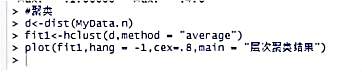 > #聚类
> d<-dist(MyData.n)
> fit1<-hclust(d,method = "average")
> plot(fit1,hang = -1,cex=.8,main = "层次聚类结果")
>